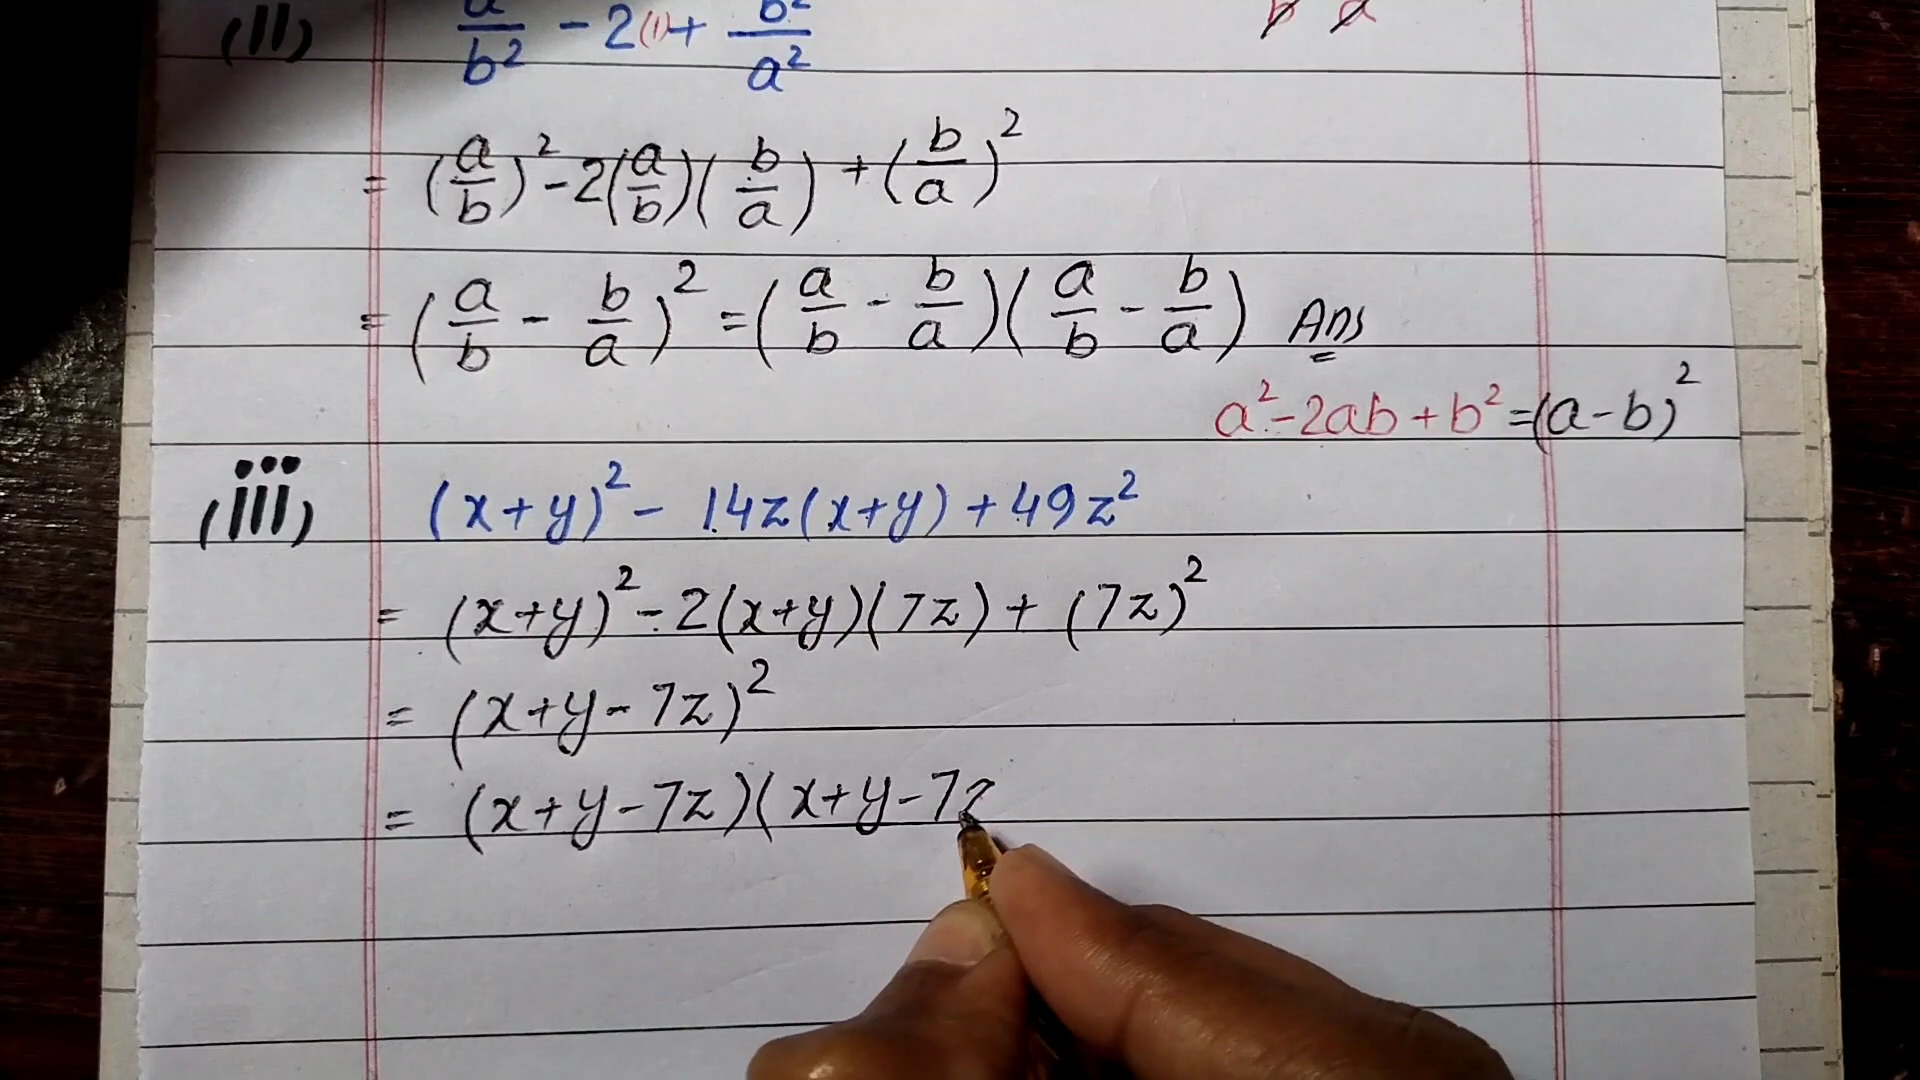 (ii) a²/b² - 2(1) + b²/a²
= (a/b)² - 2(a/b)(b/a) + (b/a)²
= (a/b - b/a)² = (a/b - b/a)(a/b - b/a) Ans
a² - 2ab + b² = (a - b)²
(iii) (x+y)² - 14z(x+y) + 49z²
= (x+y)² - 2(x+y)(7z) + (7z)²
= (x+y-7z)²
= (x+y-7z)(x+y-7z